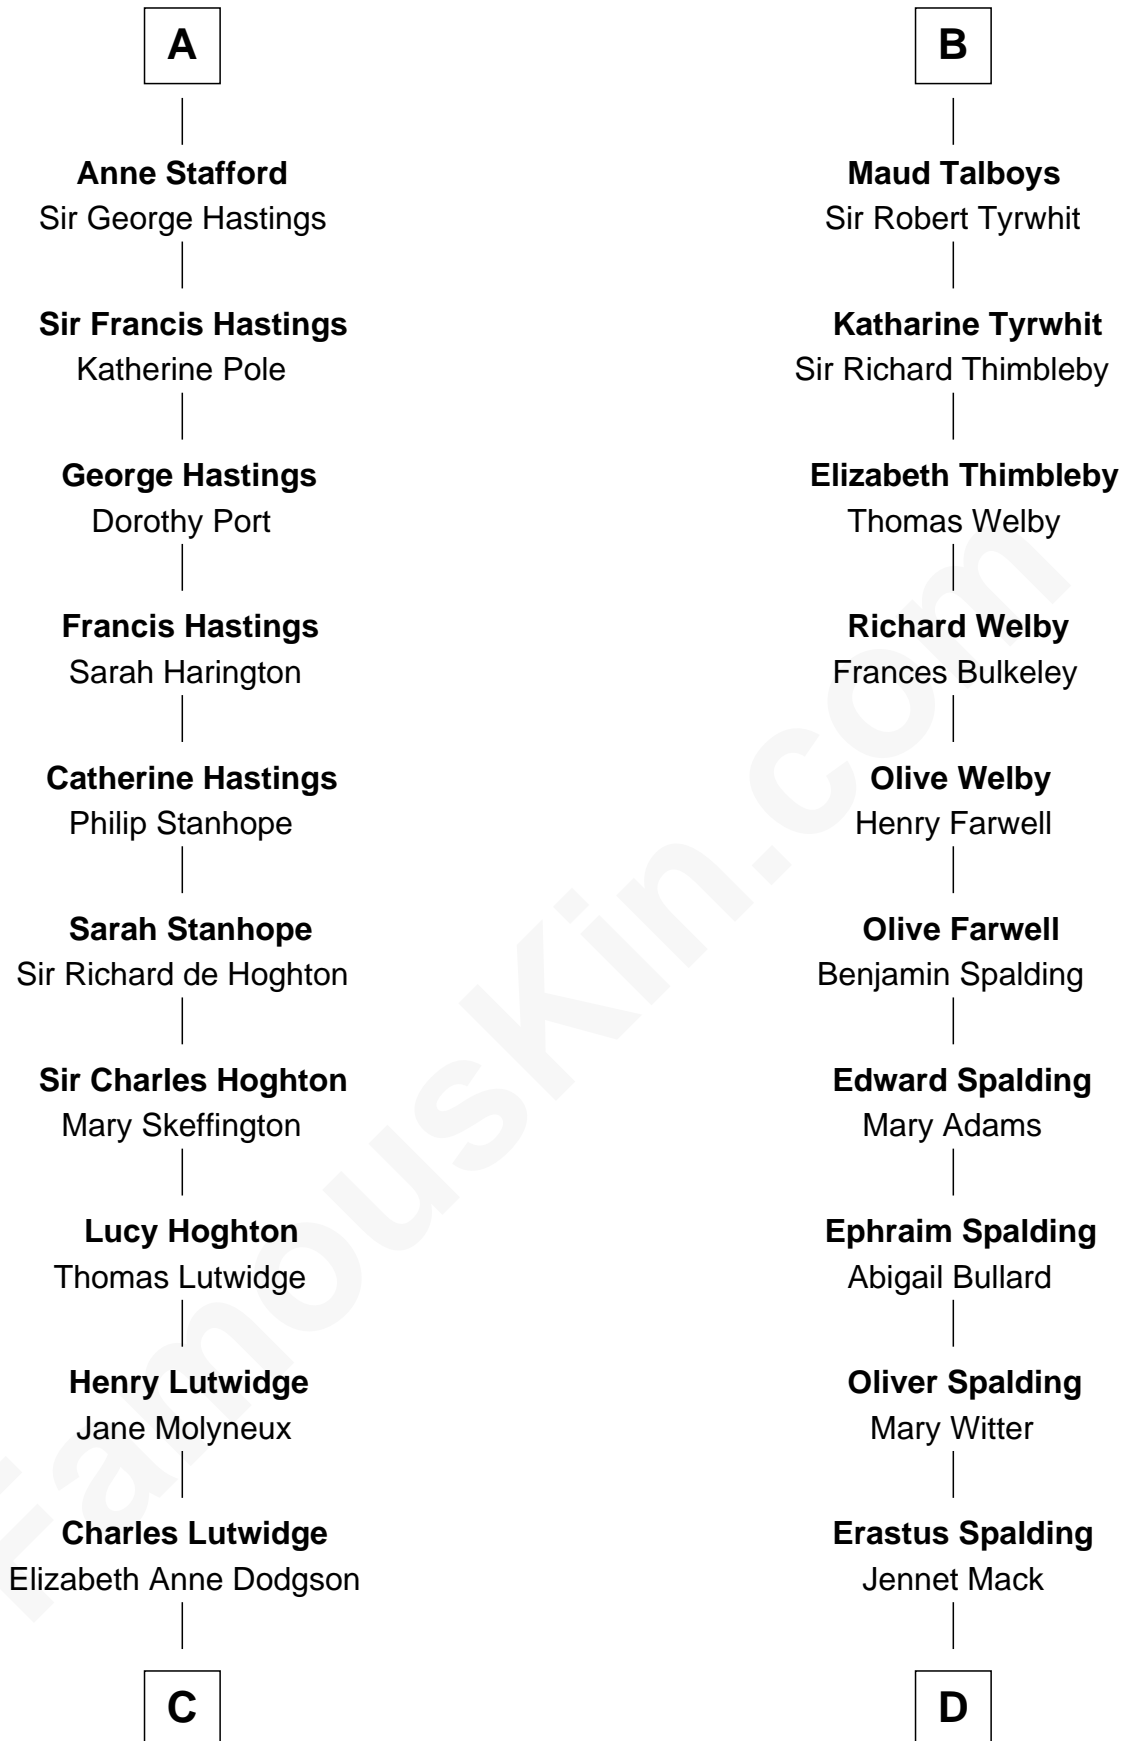 A
Anne Stafford
Sir George Hastings
Sir Francis Hastings
Katherine Pole
George Hastings
Dorothy Port
Francis Hastings
Sarah Harington
Catherine Hastings
Philip Stanhope
Sarah Stanhope
Sir Richard de Hoghton
Sir Charles Hoghton
Mary Skeffington
Lucy Hoghton
Thomas Lutwidge
Henry Lutwidge
Jane Molyneux
Charles Lutwidge
Elizabeth Anne Dodgson
C
B
Maud Talboys
Sir Robert Tyrwhit
Katharine Tyrwhit
Sir Richard Thimbleby
Elizabeth Thimbleby
Thomas Welby
Richard Welby
Frances Bulkeley
Olive Welby
Henry Farwell
Olive Farwell
Benjamin Spalding
Edward Spalding
Mary Adams
Ephraim Spalding
Abigail Bullard
Oliver Spalding
Mary Witter
Erastus Spalding
Jennet Mack
D
FamousKin.com